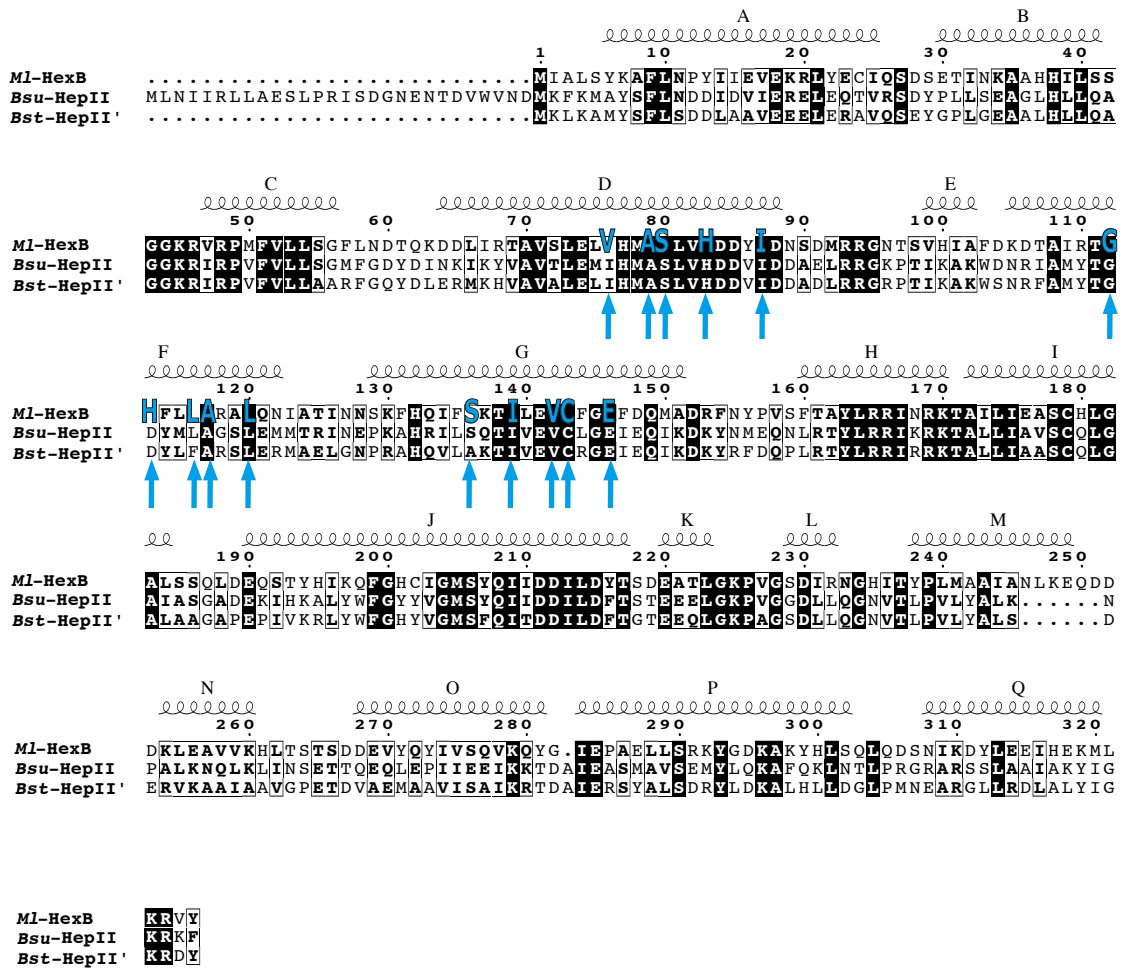 A B
1 10 20 30 40
Ml-HexB ............................MIALSYKAFLNPYIIEVEKRLYECIQSDSETINKAAHHILSS
Bsu-HepII MLNIIRLLAESLPRISDGNENTDVWVNDMKFKMAYSFLNDDIDVIERELEQTVRSDYPLLSEAGLHLLQA
Bst-HepII' ............................MKLKAMYSFLSDDLAAVEEELERAVQSEYGPLGEAALHLLQA
C D E
50 60 70 80 90 100 110
Ml-HexB GGKRVRPMFVLLSGFLNDTQKDDLIRTAVSLELVHMASLVHDDYIDNSDMRRGNTSVHIAFDKDTAIRTG
Bsu-HepII GGKRIRPVFVLLSGMFGDYDINKIKYVAVTLEMIHMASLVHDDVIDDAELRRGKPTIKAKWDNRIAMYTG
Bst-HepII' GGKRIRPVFVLLAARFGQYDLERMKHVAVALELIHMASLVHDDVIDDADLRRGRPTIKAKWSNRFAMYTG
F G H I
120 130 140 150 160 170 180
Ml-HexB HFLLARALQNIATINNSKFHQIFSKTILEVCFGEFDQMADRFNYPVSFTAYLRRINRKTAILIEASCHLG
Bsu-HepII DYMLAGSLEMMTRINEPKAHRILSQTIVEVCLGEIEQIKDKYNMEQNLRTYLRRIKRKTALLIAVSCQLG
Bst-HepII' DYLFARSLERMAELGNPRAHQVLAKTIVEVCRGEIEQIKDKYRFDQPLRTYLRRIRRKTALLIAASCQLG
J K L M
190 200 210 220 230 240 250
Ml-HexB ALSSQLDEQSTYHIKQFGHCIGMSYQIIDDILDYTSDEATLGKPVGSDIRNGHITYPLMAAIANLKEQDD
Bsu-HepII AIASGADEKIHKALYWFGYYVGMSYQIIDDILDFTSTEEELGKPVGGDLLQGNVTLPVLYALK......N
Bst-HepII' ALAAGAPEPIVKRLYWFGHYVGMSFQITDDILDFTGTEEQLGKPAGSDLLQGNVTLPVLYALS......D
N O P Q
260 270 280 290 300 310 320
Ml-HexB DKLEAVVKHLTSTSDDEVYQYIVSQVKQYG.IEPAELLSRKYGDKAKYHLSQLQDSNIKDYLEEIHEKML
Bsu-HepII PALKNQLKLINSETTQEQLEPIIEEIKKTDAIEASMAVSEMYLQKAFQKLNTLPRGRARSSLAAIAKYIG
Bst-HepII' ERVKAAIAAVGPETDVAEMAAVISAIKRTDAIERSYALSDRYLDKALHLLDGLPMNEARGLLRDLALYIG
Ml-HexB KRVY
Bsu-HepII KRKF
Bst-HepII' KRDY